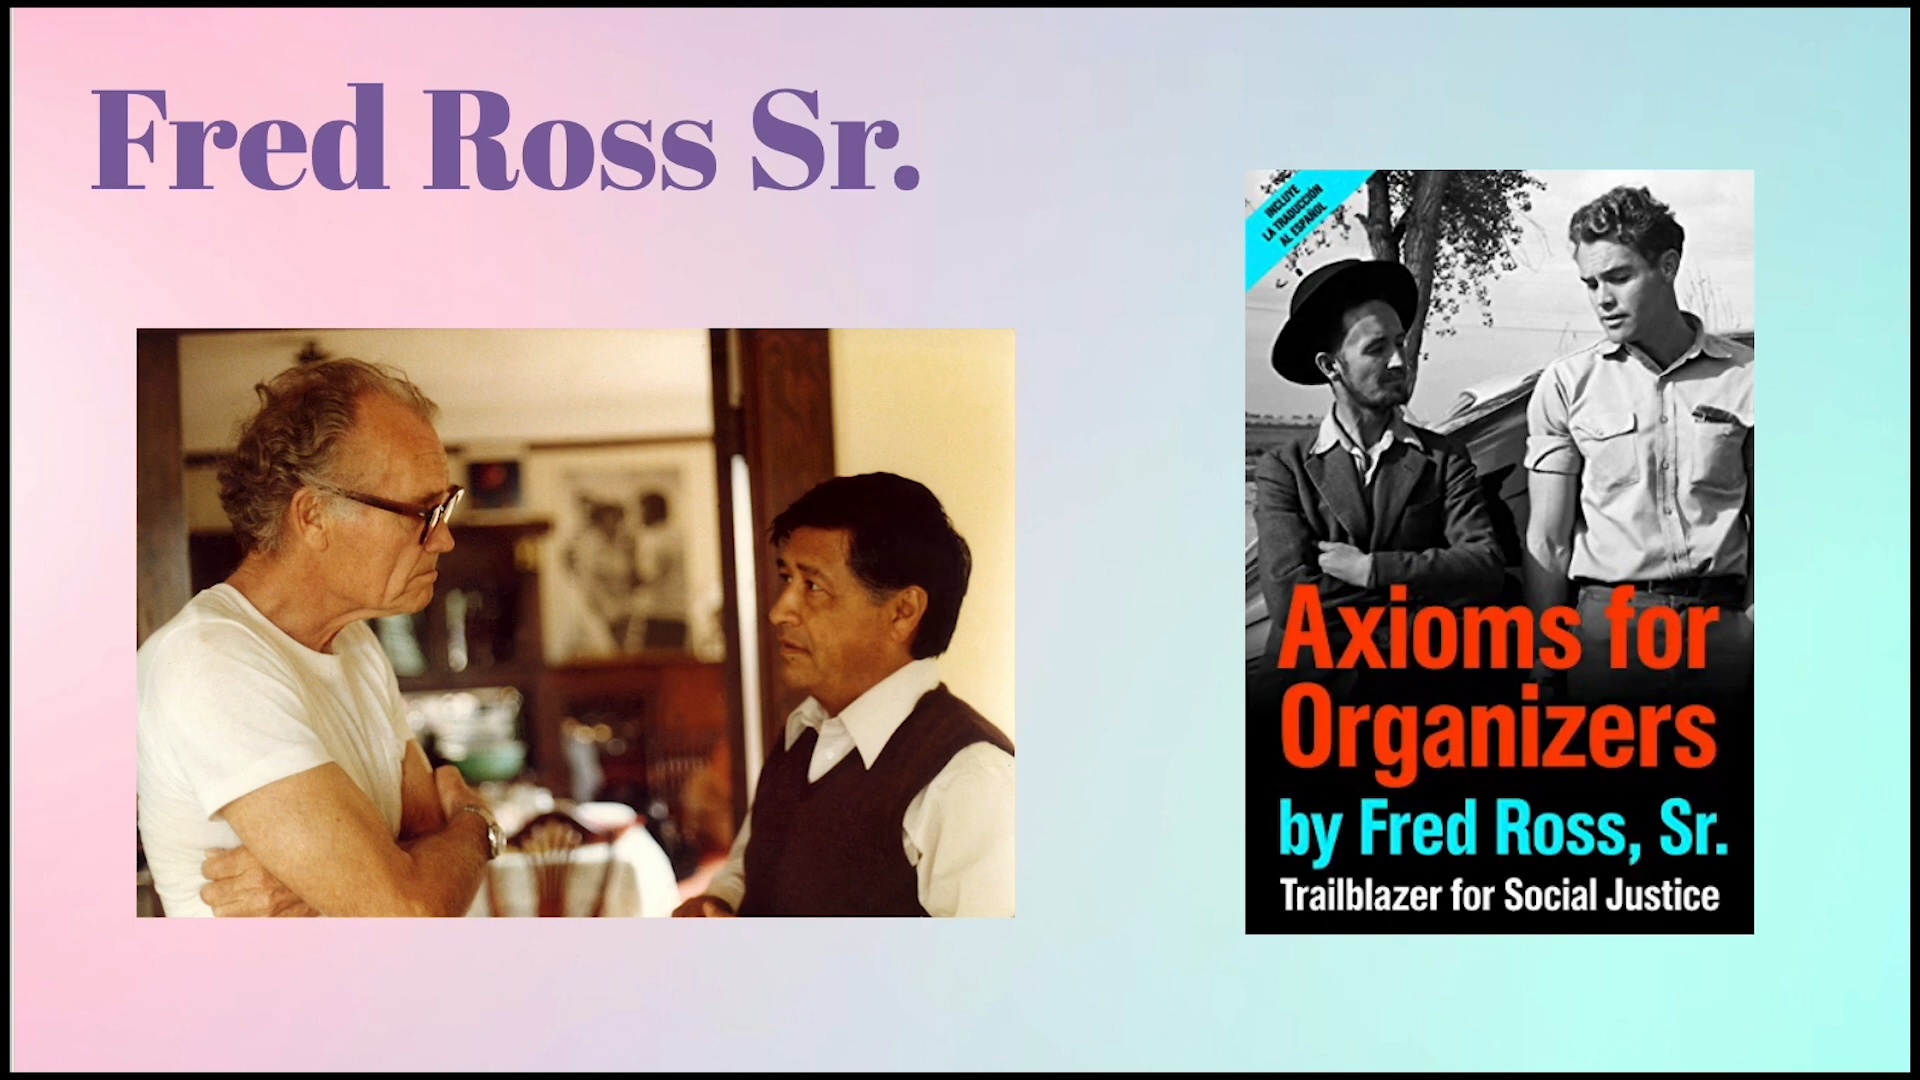 Fred Ross Sr.
INCLUYE
LA TRADUCCIÓN
AL ESPAÑOL
Axioms for
Organizers
by Fred Ross, Sr.
Trailblazer for Social Justice